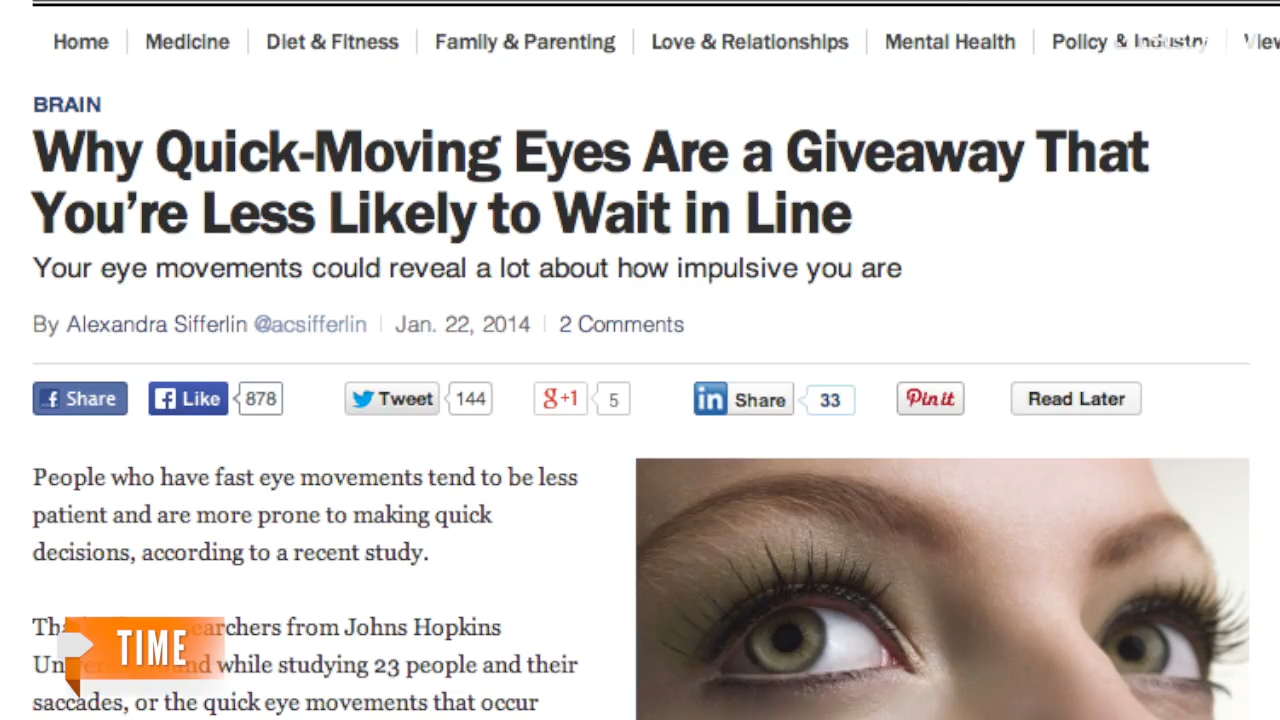 Home Medicine Diet & Fitness Family & Parenting Love & Relationships Mental Health Policy & Industry
BRAIN
Why Quick-Moving Eyes Are a Giveaway That
You're Less Likely to Wait in Line
Your eye movements could reveal a lot about how impulsive you are
By Alexandra Sifferlin @acsifferlin Jan. 22, 2014 2 Comments
f Share f Like 878 Tweet 144 g+1 5 in Share 33 Pin it Read Later
People who have fast eye movements tend to be less
patient and are more prone to making quick
decisions, according to a recent study.
from Johns Hopkins
while studying 23 people and their
saccades, or the quick eye movements that occur
TIME